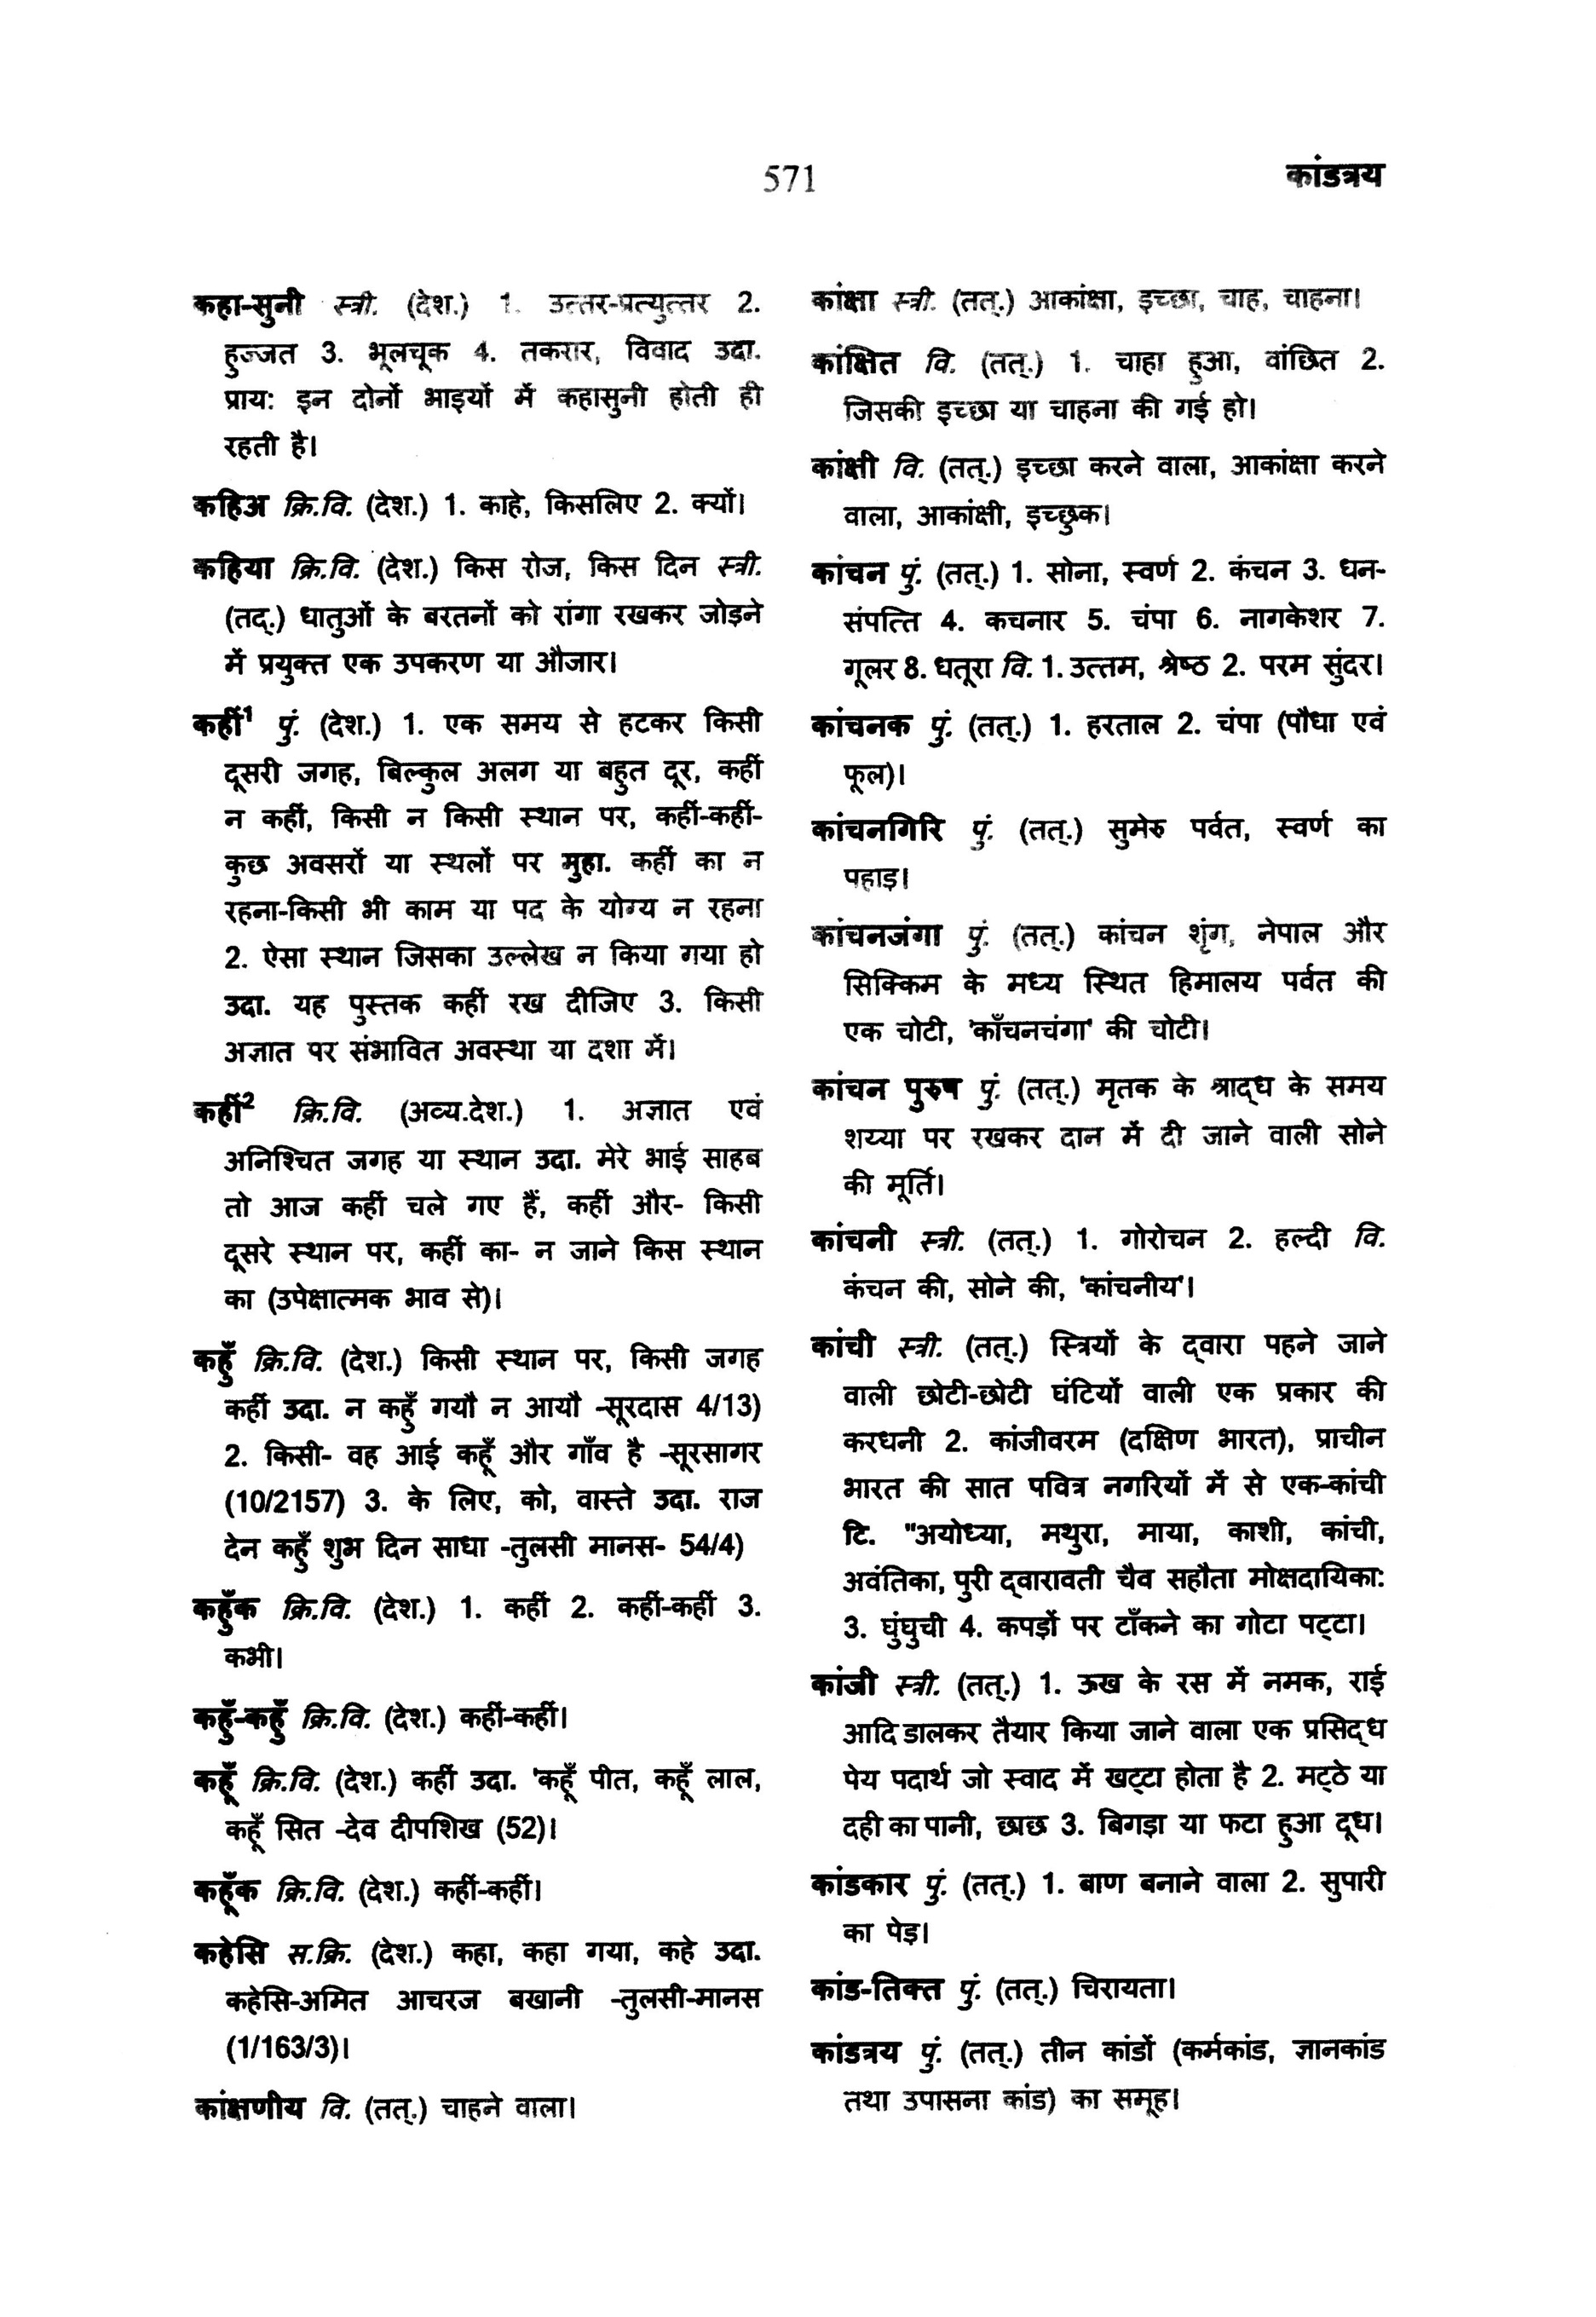 571
कांडत्रय
कहा-सुनी स्त्री. (देश.) 1. उत्तर-प्रत्युत्तर 2.
हुज्जत 3. भूलचूक 4. तकरार, विवाद उदा.
प्राय: इन दोनों भाइयों में कहासुनी होती ही
रहती है।
कहिअ क्रि.वि. (देश.) 1. काहे, किसलिए 2. क्यों।
कहिया क्रि.वि. (देश.) किस रोज, किस दिन स्त्री.
(तद्.) धातुओं के बरतनों को रांगा रखकर जोड़ने
में प्रयुक्त एक उपकरण या औजार।
कहीं¹ पुं. (देश.) 1. एक समय से हटकर किसी
दूसरी जगह, बिल्कुल अलग या बहुत दूर, कहीं
न कहीं, किसी न किसी स्थान पर, कहीं-कहीं-
कुछ अवसरों या स्थलों पर मुहा. कहीं का न
रहना-किसी भी काम या पद के योग्य न रहना
2. ऐसा स्थान जिसका उल्लेख न किया गया हो
उदा. यह पुस्तक कहीं रख दीजिए 3. किसी
अज्ञात पर संभावित अवस्था या दशा में।
कहीं² क्रि.वि. (अव्य.देश.) 1. अज्ञात एवं
अनिश्चित जगह या स्थान उदा. मेरे भाई साहब
तो आज कहीं चले गए हैं, कहीं और- किसी
दूसरे स्थान पर, कहीं का- न जाने किस स्थान
का (उपेक्षात्मक भाव से)।
कहुँ क्रि.वि. (देश.) किसी स्थान पर, किसी जगह
कहीं उदा. न कहुँ गयौ न आयौ -सूरदास 4/13)
2. किसी- वह आई कहूँ और गाँव है -सूरसागर
(10/2157) 3. के लिए, को, वास्ते उदा. राज
देन कहुँ शुभ दिन साधा -तुलसी मानस- 54/4)
कहुँक क्रि.वि. (देश.) 1. कहीं 2. कहीं-कहीं 3.
कभी।
कहुँ-कहुँ क्रि.वि. (देश.) कहीं-कहीं।
कहूँ क्रि.वि. (देश.) कहीं उदा. 'कहूँ पीत, कहूँ लाल,
कहूँ सित -देव दीपशिख (52)।
कहूँक क्रि.वि. (देश.) कहीं-कहीं।
कहेसि स.क्रि. (देश.) कहा, कहा गया, कहे उदा.
कहेसि-अमित आचरज बखानी -तुलसी-मानस
(1/163/3)।
कांक्षणीय वि. (तत्.) चाहने वाला।
कांक्षा स्त्री. (तत्.) आकांक्षा, इच्छा, चाह, चाहना।
कांक्षित वि. (तत्.) 1. चाहा हुआ, वांछित 2.
जिसकी इच्छा या चाहना की गई हो।
कांक्षी वि. (तत्.) इच्छा करने वाला, आकांक्षा करने
वाला, आकांक्षी, इच्छुक।
कांचन पुं. (तत्.) 1. सोना, स्वर्ण 2. कंचन 3. धन-
संपत्ति 4. कचनार 5. चंपा 6. नागकेशर 7.
गूलर 8. धतूरा वि. 1. उत्तम, श्रेष्ठ 2. परम सुंदर।
कांचनक पुं. (तत्.) 1. हरताल 2. चंपा (पौधा एवं
फूल)।
कांचनगिरि पुं. (तत्.) सुमेरु पर्वत, स्वर्ण का
पहाड़।
कांचनजंगा पुं. (तत्.) कांचन शृंग, नेपाल और
सिक्किम के मध्य स्थित हिमालय पर्वत की
एक चोटी, 'काँचनचंगा' की चोटी।
कांचन पुरुष पुं. (तत्.) मृतक के श्राद्ध के समय
शय्या पर रखकर दान में दी जाने वाली सोने
की मूर्ति।
कांचनी स्त्री. (तत्.) 1. गोरोचन 2. हल्दी वि.
कंचन की, सोने की, 'कांचनीय'।
कांची स्त्री. (तत्.) स्त्रियों के द्वारा पहने जाने
वाली छोटी-छोटी घंटियों वाली एक प्रकार की
करधनी 2. कांजीवरम (दक्षिण भारत), प्राचीन
भारत की सात पवित्र नगरियों में से एक-कांची
टि. "अयोध्या, मथुरा, माया, काशी, कांची,
अवंतिका, पुरी द्वारावती चैव सहौता मोक्षदायिका:
3. घुंघुची 4. कपड़ों पर टाँकने का गोटा पट्टा।
कांजी स्त्री. (तत्.) 1. ऊख के रस में नमक, राई
आदि डालकर तैयार किया जाने वाला एक प्रसिद्ध
पेय पदार्थ जो स्वाद में खट्टा होता है 2. मट्ठे या
दही का पानी, छाछ 3. बिगड़ा या फटा हुआ दूध।
कांडकार पुं. (तत्.) 1. बाण बनाने वाला 2. सुपारी
का पेड़।
कांड-तिक्त पुं. (तत्.) चिरायता।
कांडत्रय पुं. (तत्.) तीन कांडों (कर्मकांड, ज्ञानकांड
तथा उपासना कांड) का समूह।